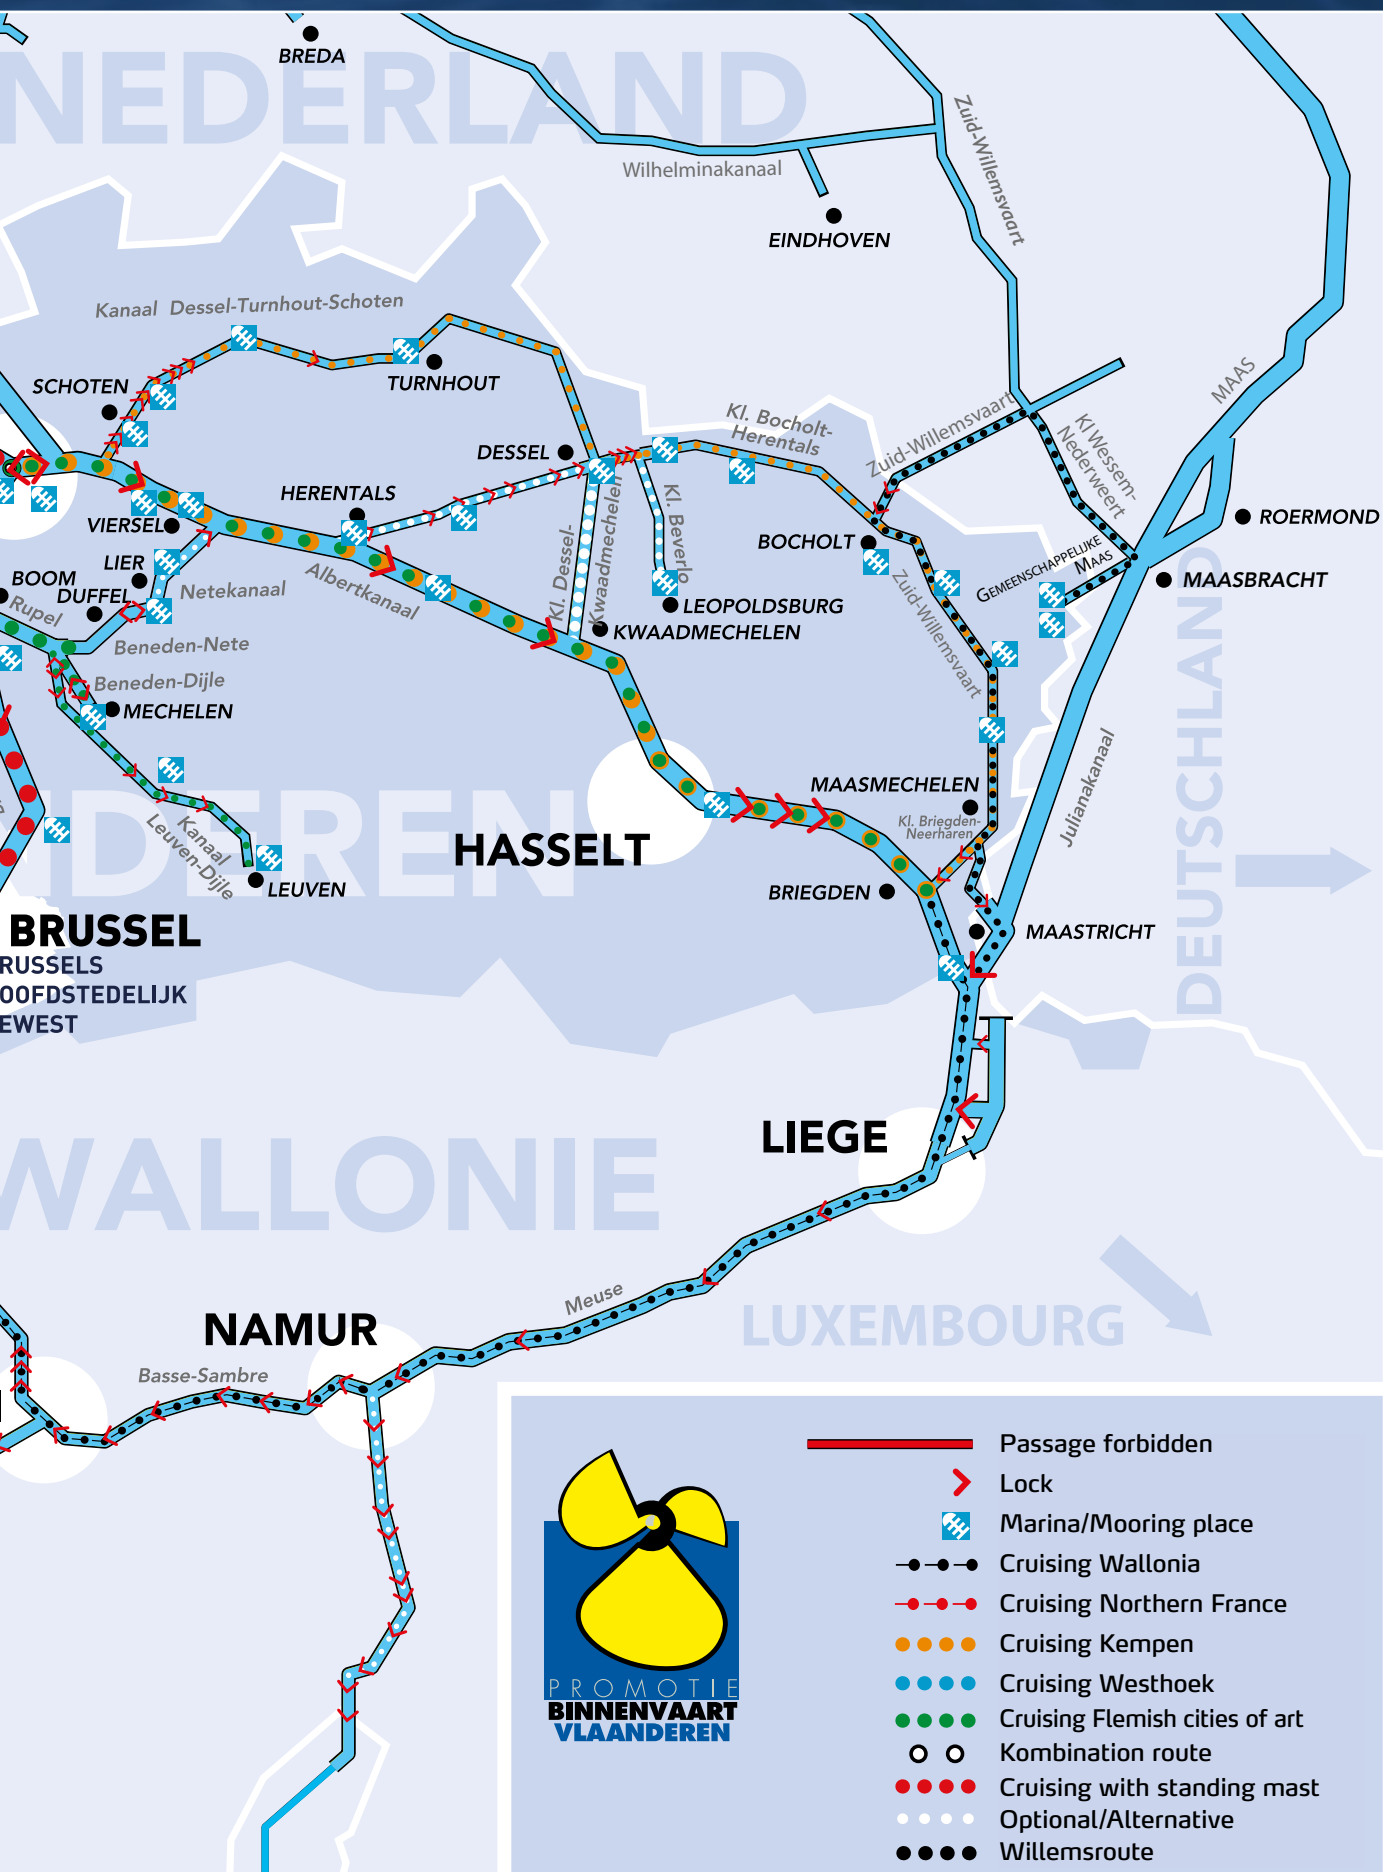 BREDA
NEDERLAND
Wilhelminakanaal
Zuid-Willemsvaart
EINDHOVEN
Kanaal Dessel-Turnhout-Schoten
MAAS
SCHOTEN
TURNHOUT
Kl. Bocholt-
Herentals
Zuid-Willemsvaart
Kl Wessem-
Nederweert
DESSEL
HERENTALS
VIERSEL
Kl. Dessel-
Kwaadmechelen
Kl. Beverlo
BOCHOLT
ROERMOND
LIER
BOOM
DUFFEL
Rupel
Netekanaal
Albertkanaal
GEMEENSCHAPPELIJKE
MAAS
MAASBRACHT
LEOPOLDSBURG
KWAADMECHELEN
Zuid-Willemsvaart
Beneden-Nete
Beneden-Dijle
MECHELEN
DEUTSCHLAND
Julianakanaal
MAASMECHELEN
Kl. Briegden-
Neerharen
NDEREN
Kanaal
Leuven-Dijle
HASSELT
LEUVEN
BRIEGDEN
BRUSSEL
RUSSELS
OOFDSTEDELIJK
EWEST
MAASTRICHT
WALLONIE
LIEGE
Meuse
LUXEMBOURG
NAMUR
Basse-Sambre
Passage forbidden
Lock
Marina/Mooring place
Cruising Wallonia
Cruising Northern France
Cruising Kempen
Cruising Westhoek
Cruising Flemish cities of art
Kombination route
Cruising with standing mast
Optional/Alternative
Willemsroute
PROMOTIE
BINNENVAART
VLAANDEREN